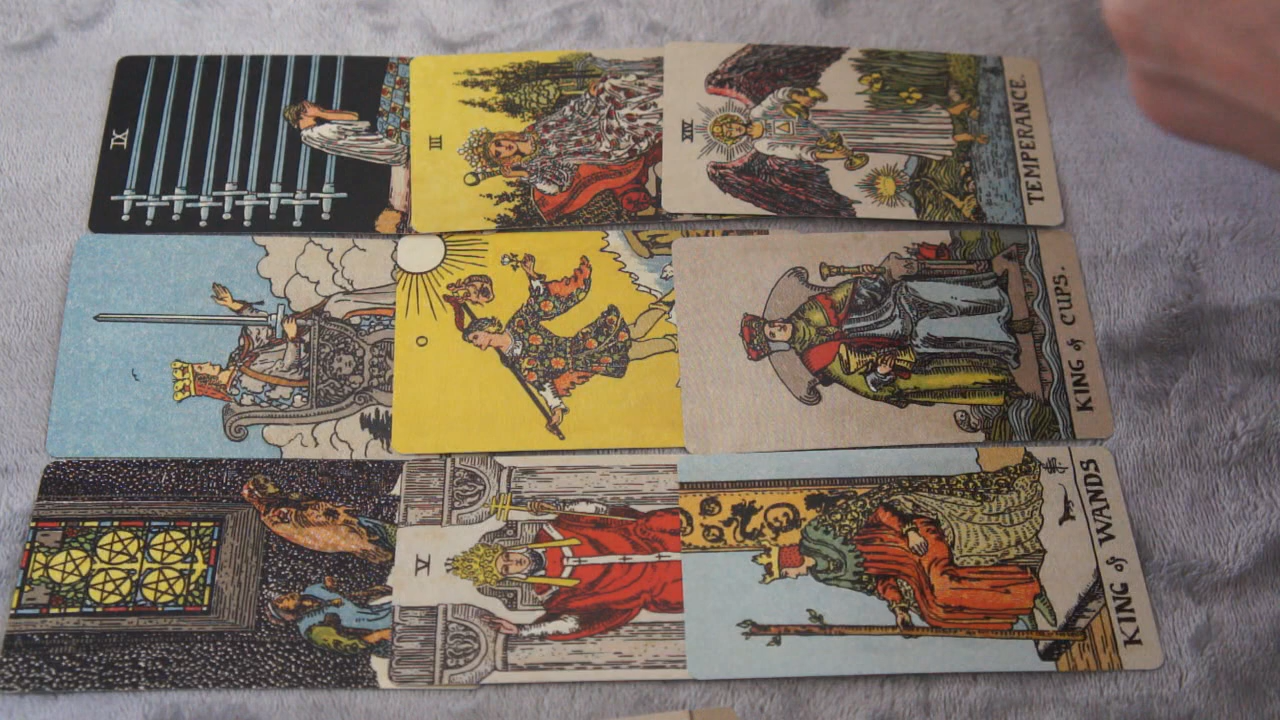 IX
III
XIV
TEMPERANCE.
0
KING of CUPS.
V
KING of WANDS